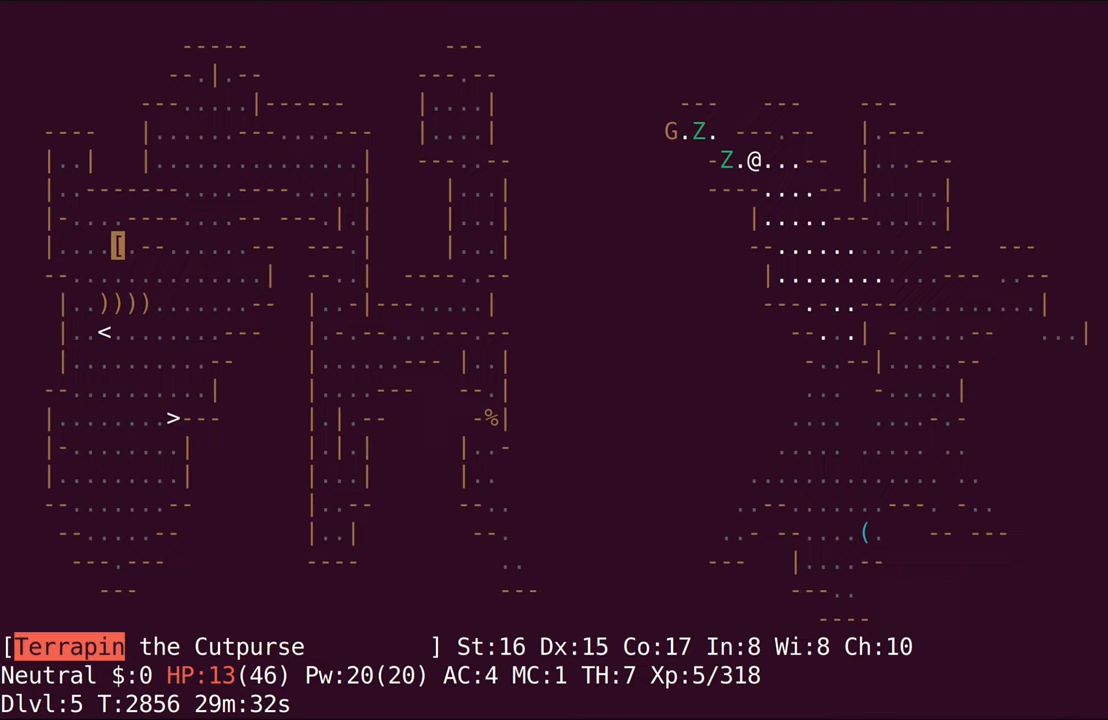 [Terrapin the Cutpurse ] St:16 Dx:15 Co:17 In:8 Wi:8 Ch:10
Neutral $:0 HP:13(46) Pw:20(20) AC:4 MC:1 TH:7 Xp:5/318
Dlvl:5 T:2856 29m:32s